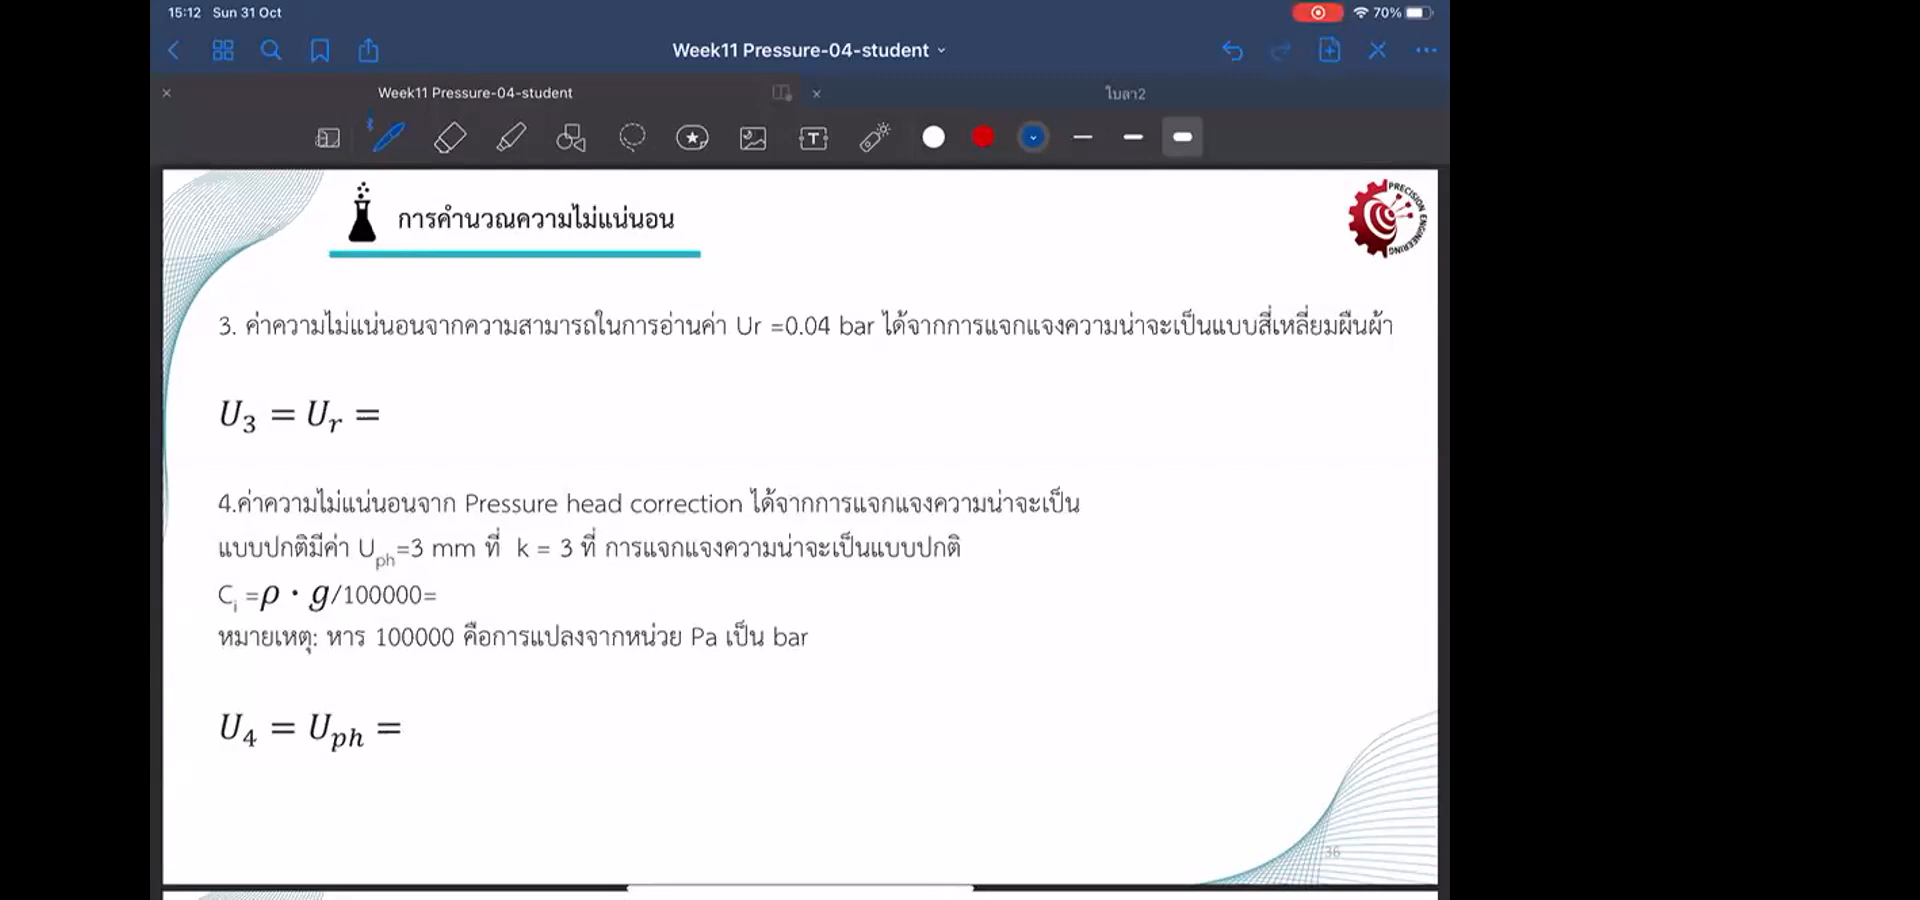 15:12 Sun 31 Oct
70%
Week11 Pressure-04-student
Week11 Pressure-04-student
ใบลา2
การคำนวณความไม่แน่นอน
PRECISION ENGINEERING
3. ค่าความไม่แน่นอนจากความสามารถในการอ่านค่า Ur =0.04 bar ได้จากการแจกแจงความน่าจะเป็นแบบสี่เหลี่ยมผืนผ้า
U₃ = Uᵣ =
4.ค่าความไม่แน่นอนจาก Pressure head correction ได้จากการแจกแจงความน่าจะเป็น
แบบปกติมีค่า U_ph=3 mm ที่ k = 3 ที่ การแจกแจงความน่าจะเป็นแบบปกติ
Cᵢ =ρ · g/100000=
หมายเหตุ: หาร 100000 คือการแปลงจากหน่วย Pa เป็น bar
U₄ = U_ph =
36